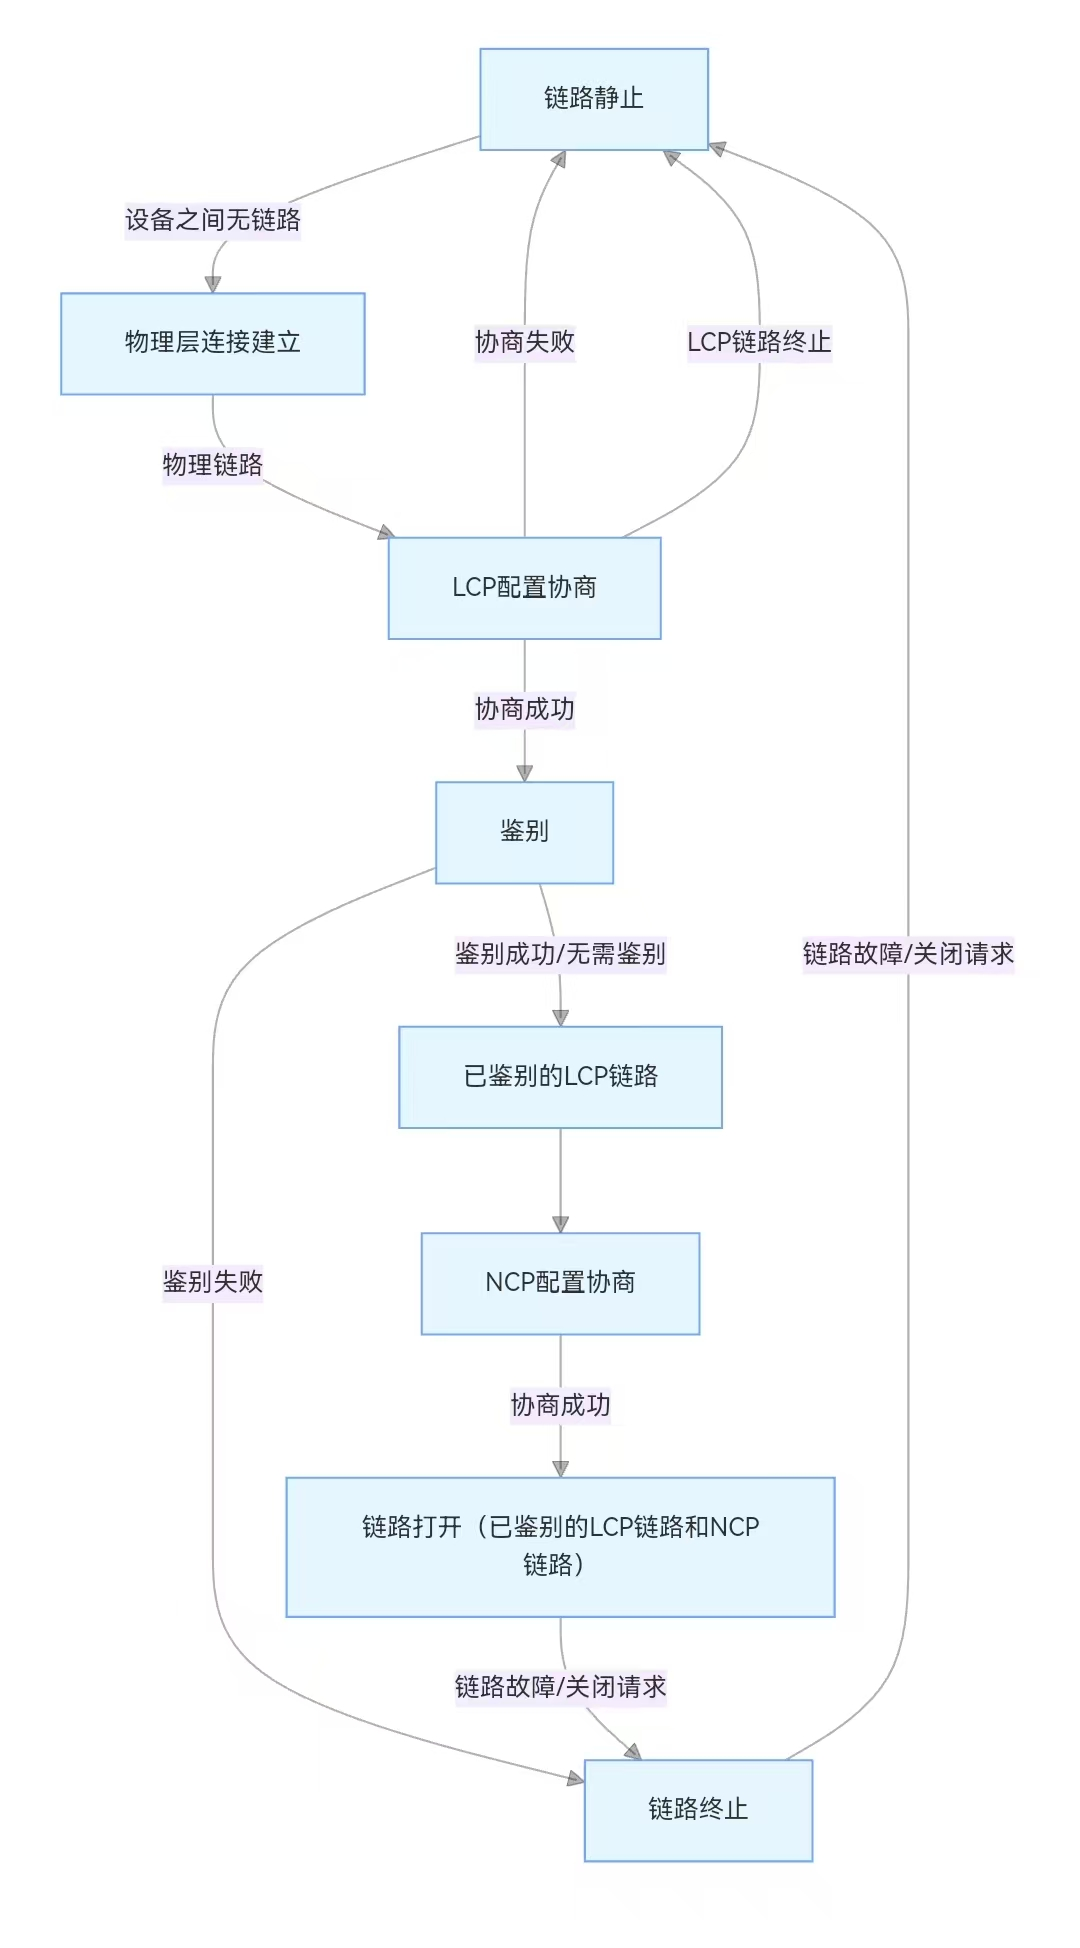 链路静止
设备之间无链路
物理层连接建立
协商失败
LCP链路终止
物理链路
LCP配置协商
协商成功
鉴别
鉴别成功/无需鉴别
链路故障/关闭请求
已鉴别的LCP链路
鉴别失败
NCP配置协商
协商成功
链路打开（已鉴别的LCP链路和NCP
链路）
链路故障/关闭请求
链路终止